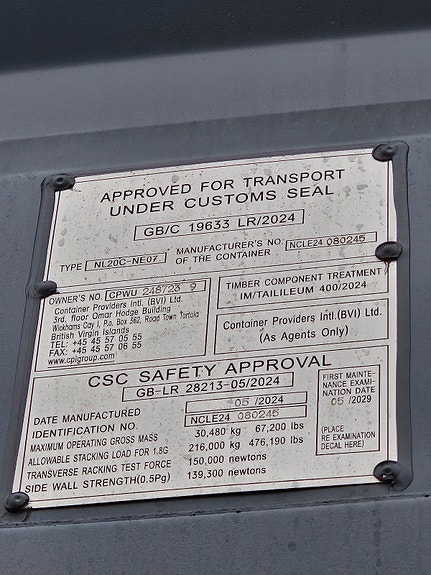 APPROVED FOR TRANSPORT
UNDER CUSTOMS SEAL
GB/C 19633 LR/2024
TYPE NL20C-NE07
MANUFACTURER'S NO.
OF THE CONTAINER
NCLE24 080245
OWNER'S NO. CPWU 248723 9
Container Providers Intl. (BVI) Ltd.
3rd. floor Omar Hodge Building
Wickhams Cay I, P.O. Box 362, Road Town Tortola
British Virgin Islands
TEL: +45 45 57 05 55
FAX: +45 45 57 06 55
www.cpigroup.com
TIMBER COMPONENT TREATMENT
IM/TAILILEUM 400/2024
Container Providers Intl. (BVI) Ltd.
(As Agents Only)
CSC SAFETY APPROVAL
GB-LR 28213-05/2024
DATE MANUFACTURED 05 /2024
IDENTIFICATION NO. NCLE24 080245
MAXIMUM OPERATING GROSS MASS 30,480 kg 67,200 lbs
ALLOWABLE STACKING LOAD FOR 1.8G 216,000 kg 476,190 lbs
TRANSVERSE RACKING TEST FORCE 150,000 newtons
SIDE WALL STRENGTH(0.5Pg) 139,300 newtons
FIRST MAINTE-
NANCE EXAMI-
NATION DATE
05 /2029
(PLACE
RE EXAMINATION
DECAL HERE)